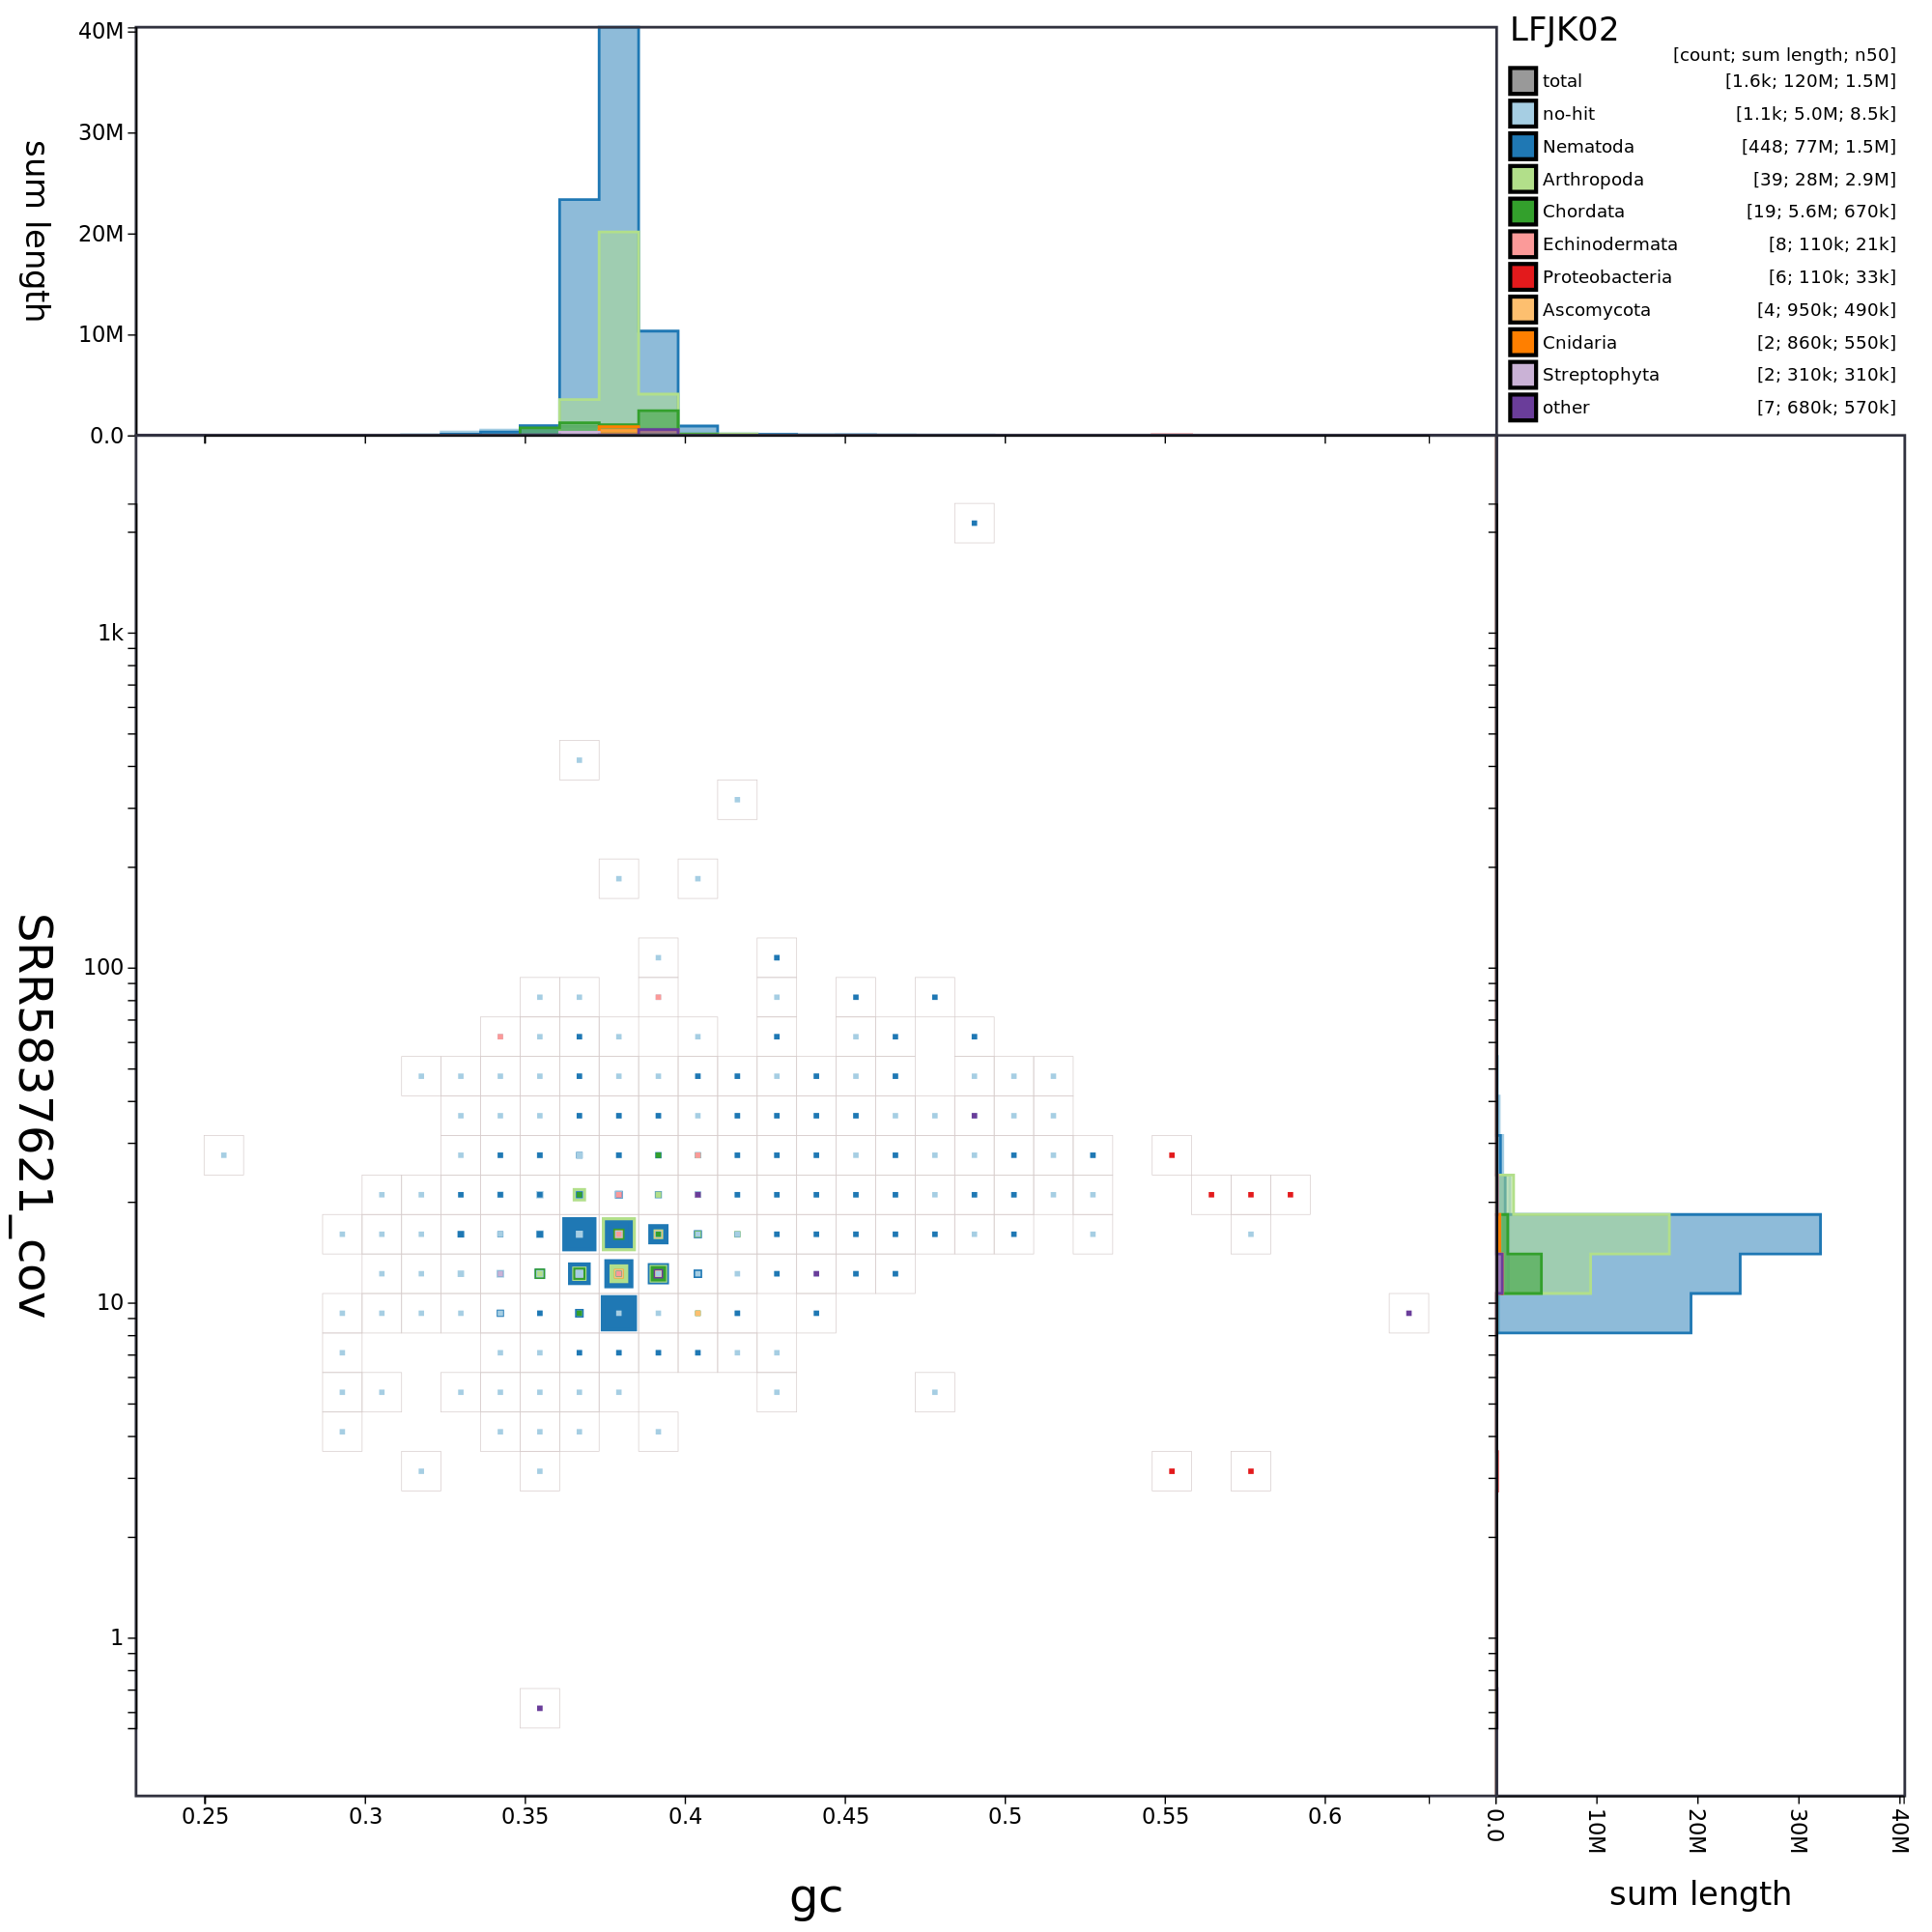 LFJK02
[count; sum length; n50]
total [1.6k; 120M; 1.5M]
no-hit [1.1k; 5.0M; 8.5k]
Nematoda [448; 77M; 1.5M]
Arthropoda [39; 28M; 2.9M]
Chordata [19; 5.6M; 670k]
Echinodermata [8; 110k; 21k]
Proteobacteria [6; 110k; 33k]
Ascomycota [4; 950k; 490k]
Cnidaria [2; 860k; 550k]
Streptophyta [2; 310k; 310k]
other [7; 680k; 570k]
sum length
40M
30M
20M
10M
0.0
SRR5837621_cov
1k
100
10
1
0.25 0.3 0.35 0.4 0.45 0.5 0.55 0.6
gc
0.0 10M 20M 30M 40M
sum length